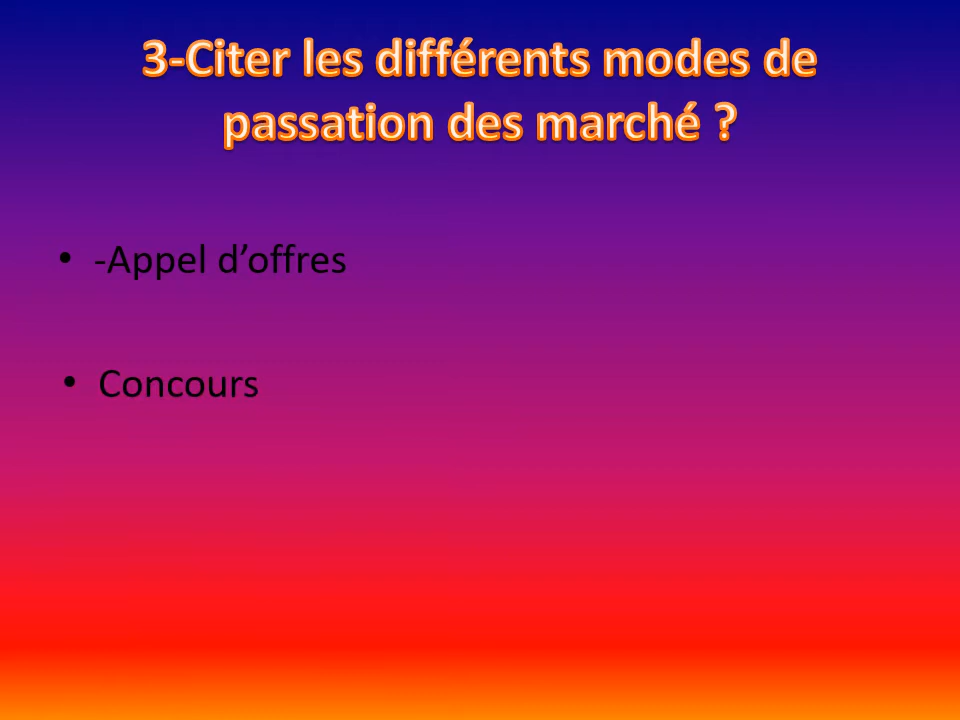 3-Citer les différents modes de
passation des marché ?
• -Appel d’offres
• Concours